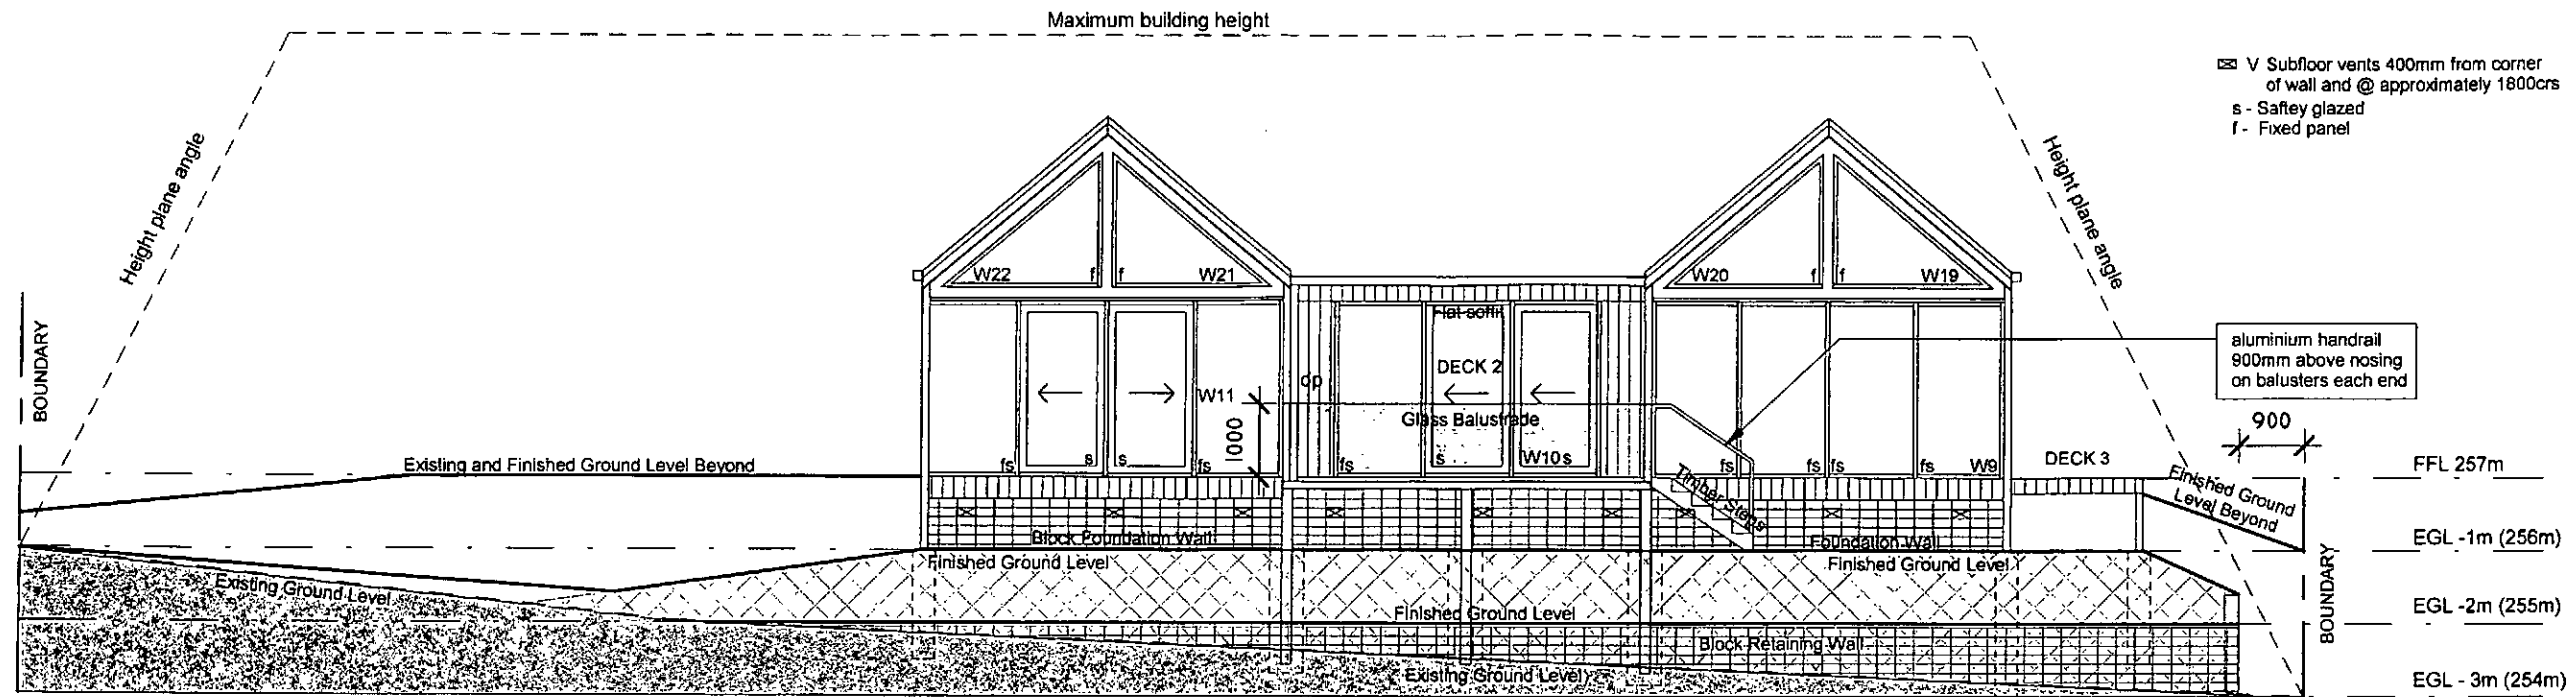 Maximum building height
V Subfloor vents 400mm from corner
of wall and @ approximately 1800crs
s - Saftey glazed
f - Fixed panel
Height plane angle
Height plane angle
W22
f
f
W21
W20
f
f
W19
BOUNDARY
Flat soffit
aluminium handrail
900mm above nosing
on balusters each end
DECK 2
dp
W11
Glass Balustrade
1000
900
Existing and Finished Ground Level Beyond
fs
s
s
fs
fs
s
W10
s
fs
fs
fs
fs
W9
DECK 3
FFL 257m
Timber Steps
Finished Ground
Level Beyond
Block Foundation Wall
Foundation Wall
EGL -1m (256m)
Finished Ground Level
Finished Ground Level
Existing Ground Level
Finished Ground Level
EGL -2m (255m)
BOUNDARY
Block Retaining Wall
Existing Ground Level
EGL - 3m (254m)